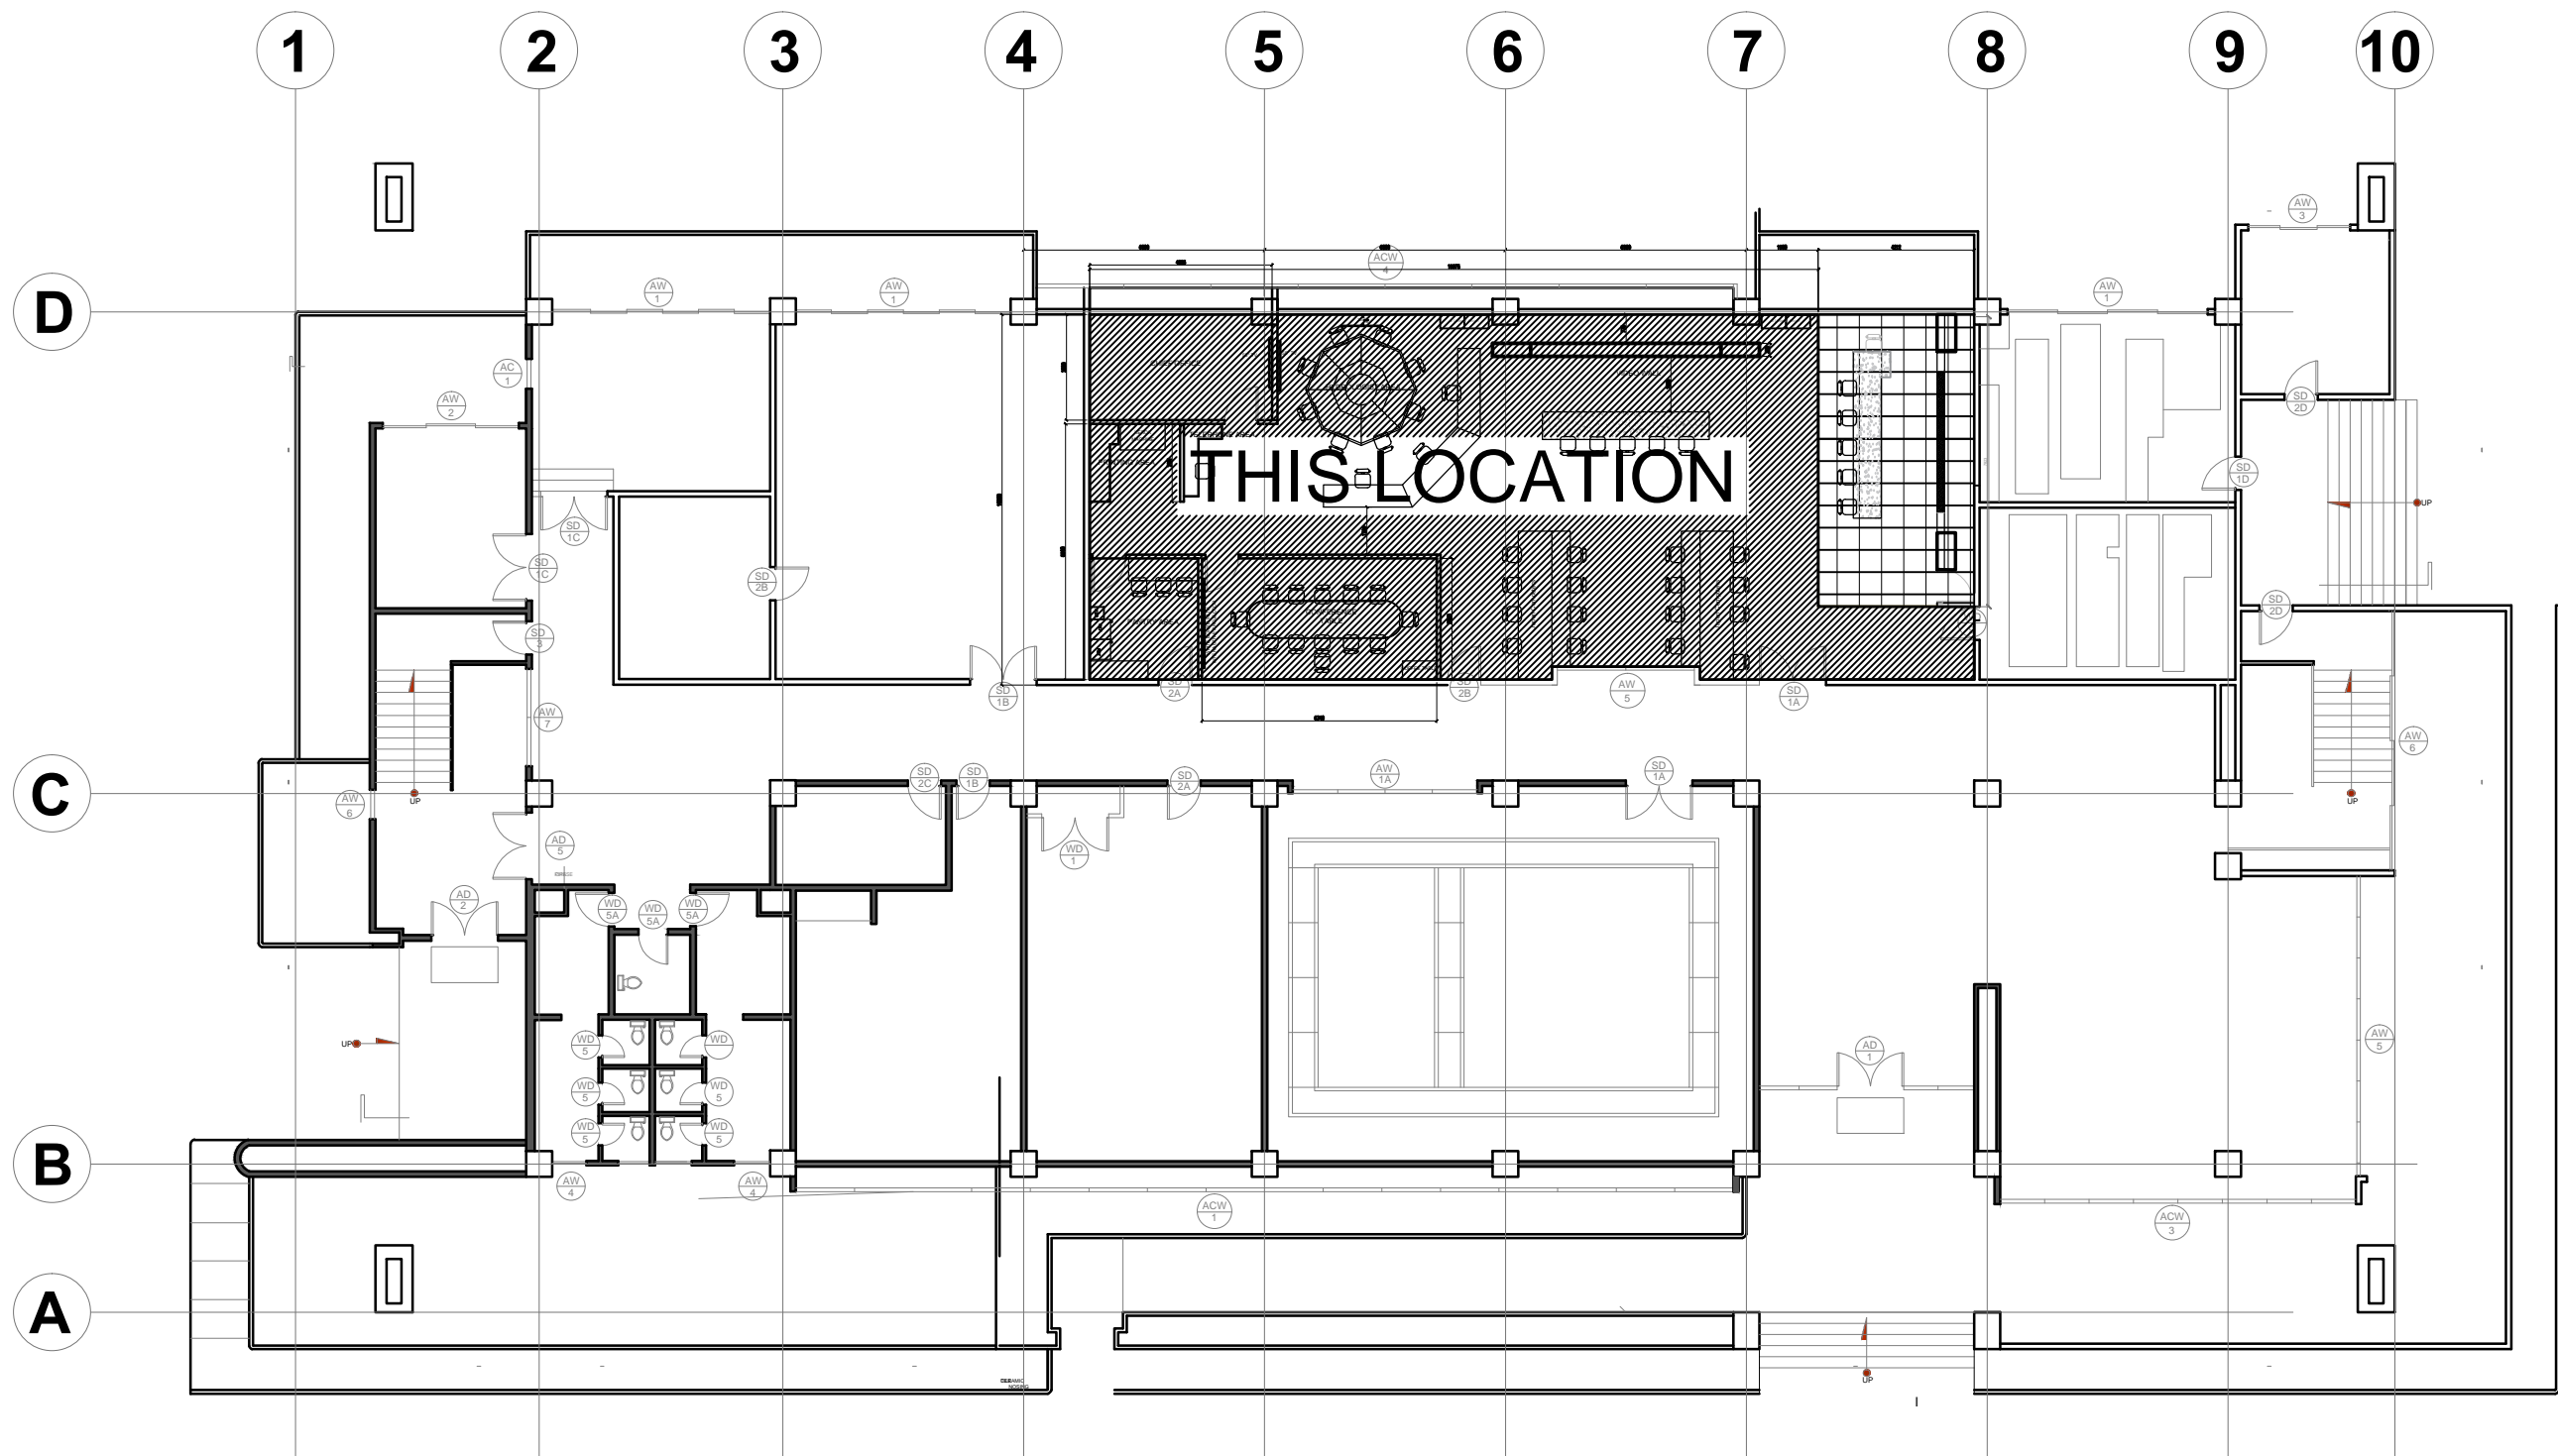 1 2 3 4 5 6 7 8 9 10
AW 3
D
ACW 4
AW 1
AW 1
AW 1
AC 1
AW 2
SD 2D
THIS LOCATION
SD 1D
UP
SD 1C
SD 1C
SD 2B
SD 2D
SD 3
PANTRY AREA
SD 1B
SD 2A
SD 2B
AW 5
SD 1A
AW 7
AW 6
C
SD 2C
SD 1B
SD 2A
AW 1A
SD 1A
UP
UP
AW 6
AD 5
WD 1
AD 2
WD 5A
WD 5A
WD 5A
UP
WD 5
WD
AW 5
AD 1
WD 5
WD 5
WD 5
WD 5
B
AW 4
AW 4
ACW 1
ACW 3
A
UP
NOSING